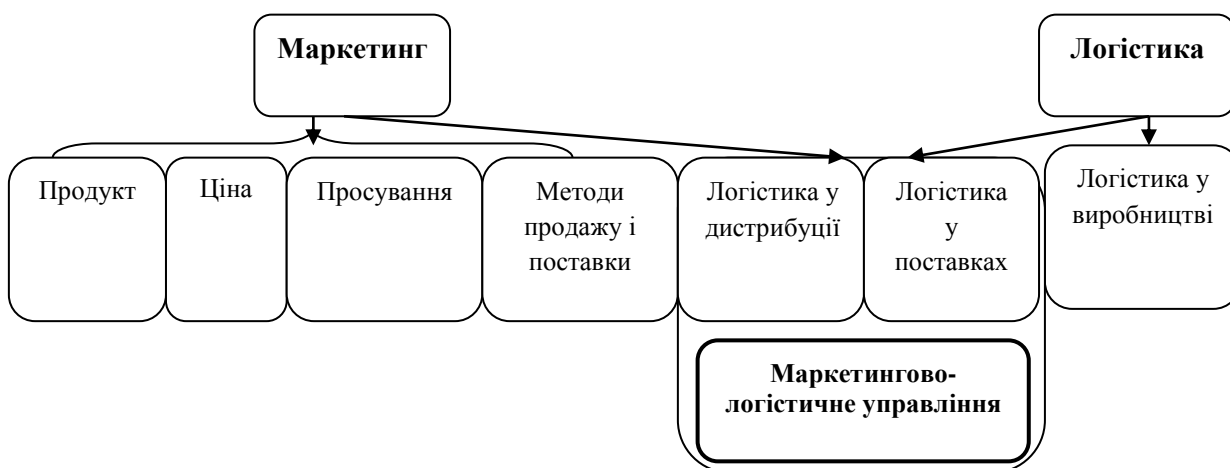 Маркетинг
Логістика
Продукт
Ціна
Просування
Методи
продажу і
поставки
Логістика у
дистрибуції
Логістика
у
поставках
Логістика у
виробництві
Маркетингово-
логістичне управління